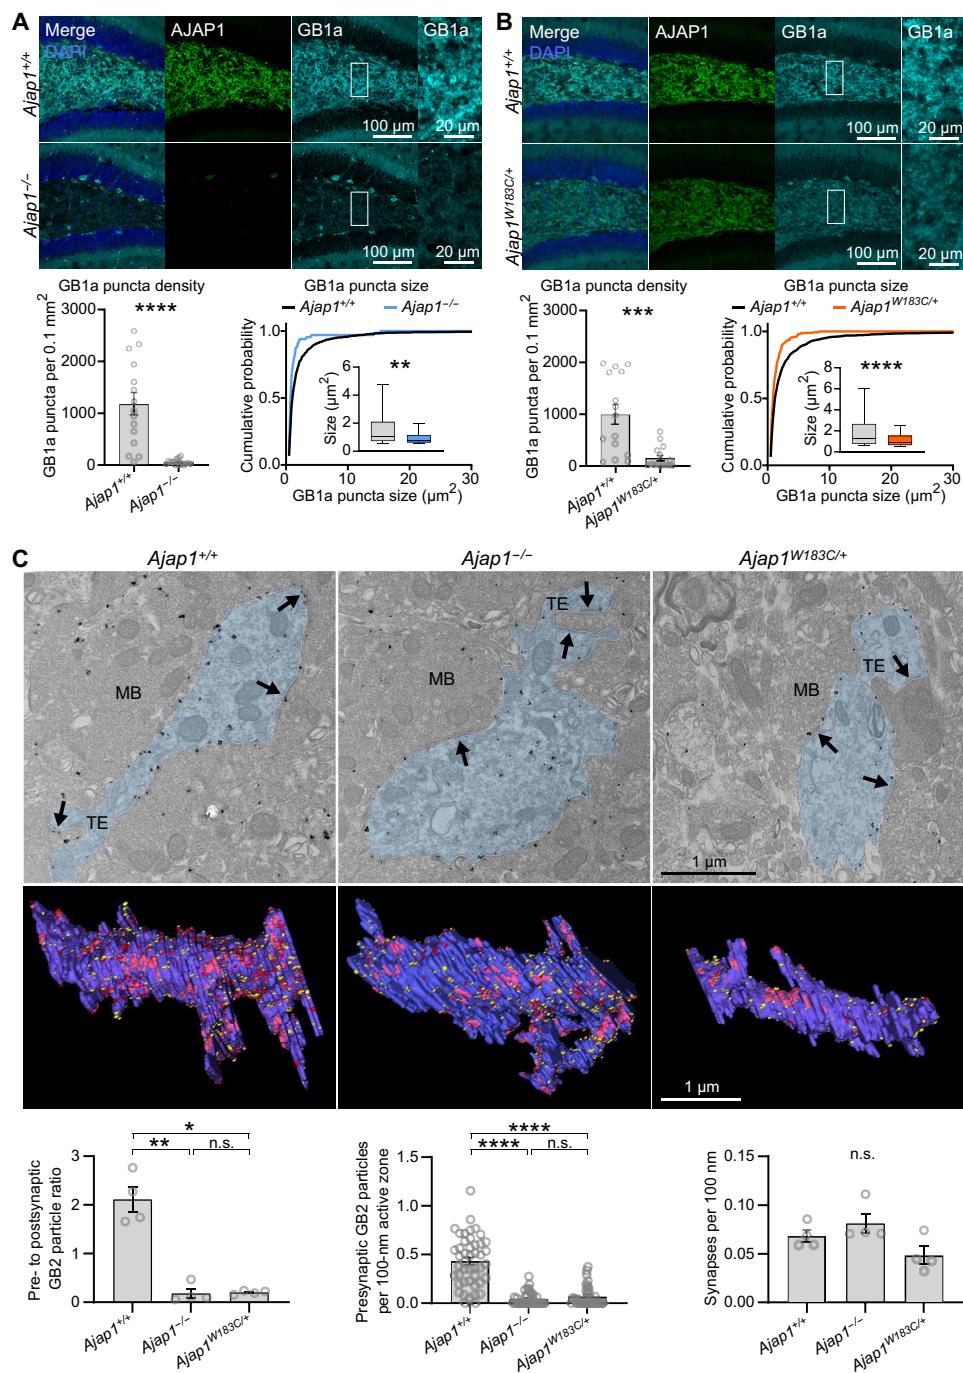 A
Merge
DAPI
AJAP1
GB1a
GB1a
Ajap1+/+
100 µm
20 µm
Ajap1−/−
100 µm
20 µm
GB1a puncta density
GB1a puncta per 0.1 mm2
3000
2000
1000
0
****
Ajap1+/+
Ajap1−/−
GB1a puncta size
Ajap1+/+
Ajap1−/−
Cumulative probability
1.0
0.5
0.0
Size (µm2)
6
4
2
0
**
0
10
20
30
GB1a puncta size (µm2)
B
Merge
DAPI
AJAP1
GB1a
GB1a
Ajap1+/+
100 µm
20 µm
Ajap1W183C/+
100 µm
20 µm
GB1a puncta density
GB1a puncta per 0.1 mm2
3000
2000
1000
0
***
Ajap1+/+
Ajap1W183C/+
GB1a puncta size
Ajap1+/+
Ajap1W183C/+
Cumulative probability
1.0
0.5
0.0
Size (µm2)
8
6
4
2
0
****
0
10
20
30
GB1a puncta size (µm2)
C
Ajap1+/+
Ajap1−/−
Ajap1W183C/+
MB
TE
MB
TE
MB
TE
1 µm
1 µm
Pre- to postsynaptic
GB2 particle ratio
3
2
1
0
*
**
n.s.
Ajap1+/+
Ajap1−/−
Ajap1W183C/+
Presynaptic GB2 particles
per 100-nm active zone
1.5
1.0
0.5
0.0
****
****
n.s.
Ajap1+/+
Ajap1−/−
Ajap1W183C/+
Synapses per 100 nm
0.15
0.10
0.05
0.00
n.s.
Ajap1+/+
Ajap1−/−
Ajap1W183C/+